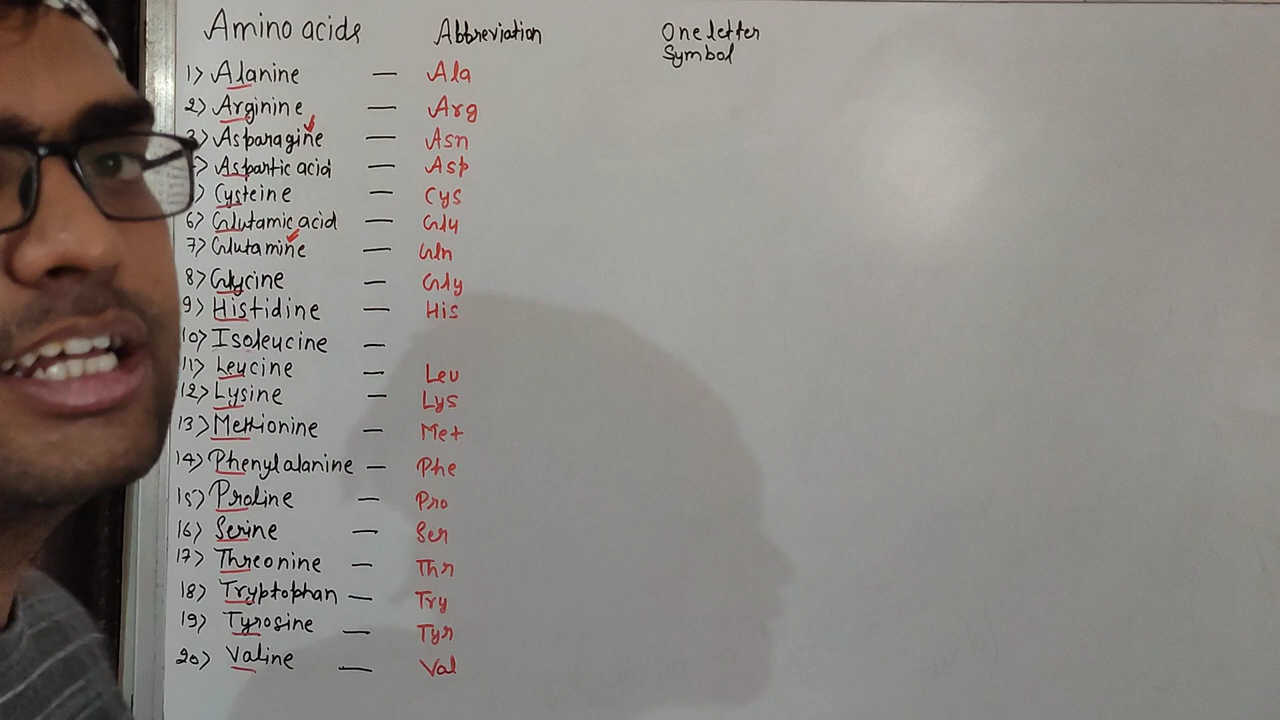 Amino acids Abbreviation One letter Symbol
1) Alanine — Ala
2) Arginine — Arg
3) Asparagine — Asn
Aspartic acid — Asp
) Cysteine — Cys
6) Glutamic acid — Glu
7) Glutamine — Gln
8) Glycine — Gly
9) Histidine — His
10) Isoleucine —
11) Leucine — Leu
12) Lysine — Lys
13) Methionine — Met
14) Phenylalanine — Phe
15) Proline — Pro
16) Serine — Ser
17) Threonine — Thr
18) Tryptophan — Try
19) Tyrosine — Tyr
20) Valine — Val